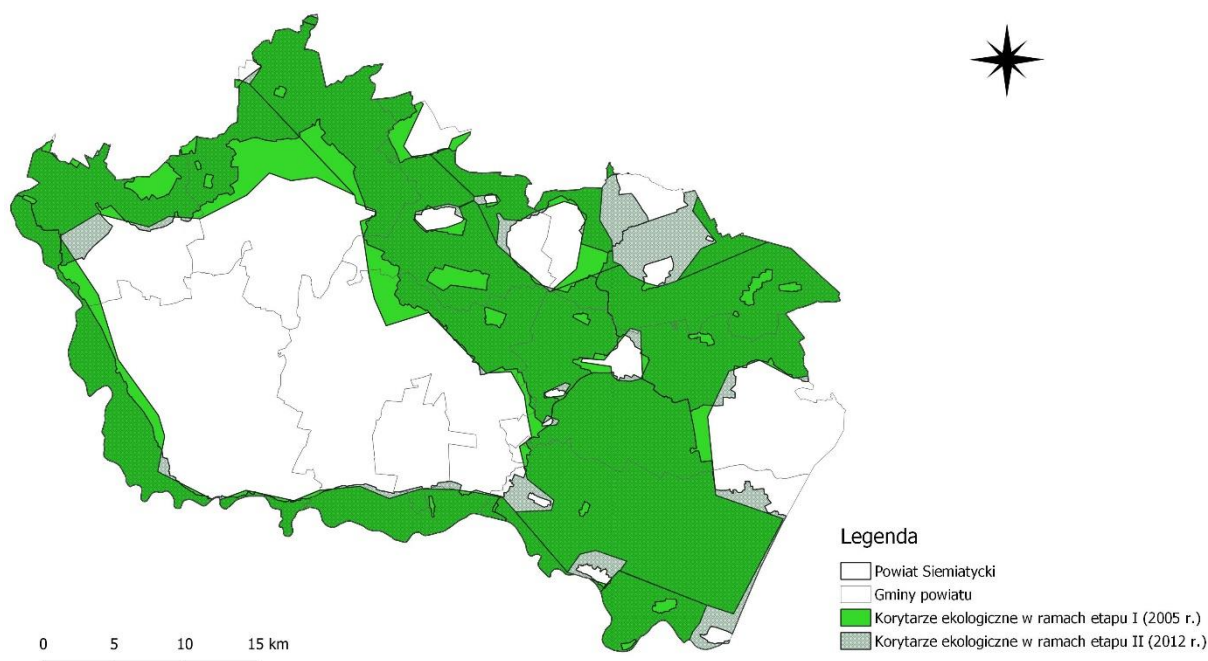 Legenda
Powiat Siemiatycki
Gminy powiatu
Korytarze ekologiczne w ramach etapu I (2005 r.)
Korytarze ekologiczne w ramach etapu II (2012 r.)
0 5 10 15 km